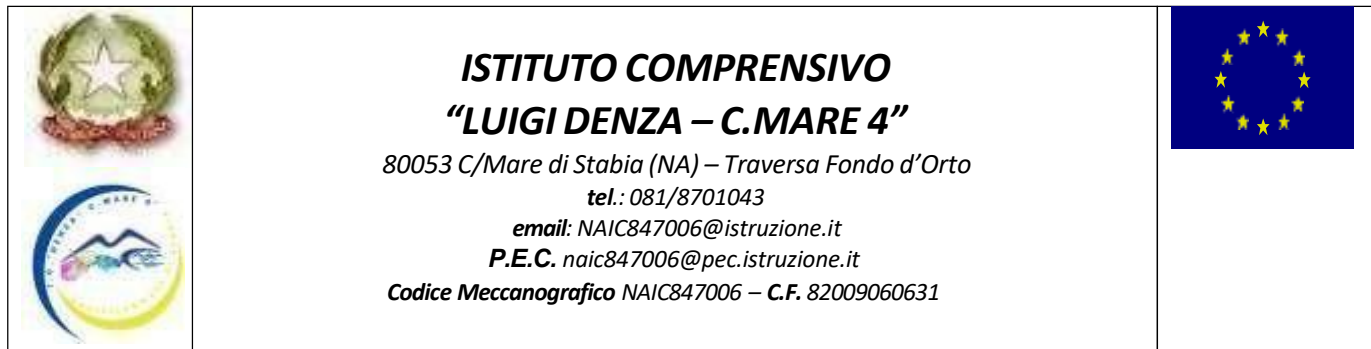 ISTITUTO COMPRENSIVO
“LUIGI DENZA – C.MARE 4”
80053 C/Mare di Stabia (NA) – Traversa Fondo d’Orto
tel.: 081/8701043
email: NAIC847006@istruzione.it
P.E.C. naic847006@pec.istruzione.it
Codice Meccanografico NAIC847006 – C.F. 82009060631